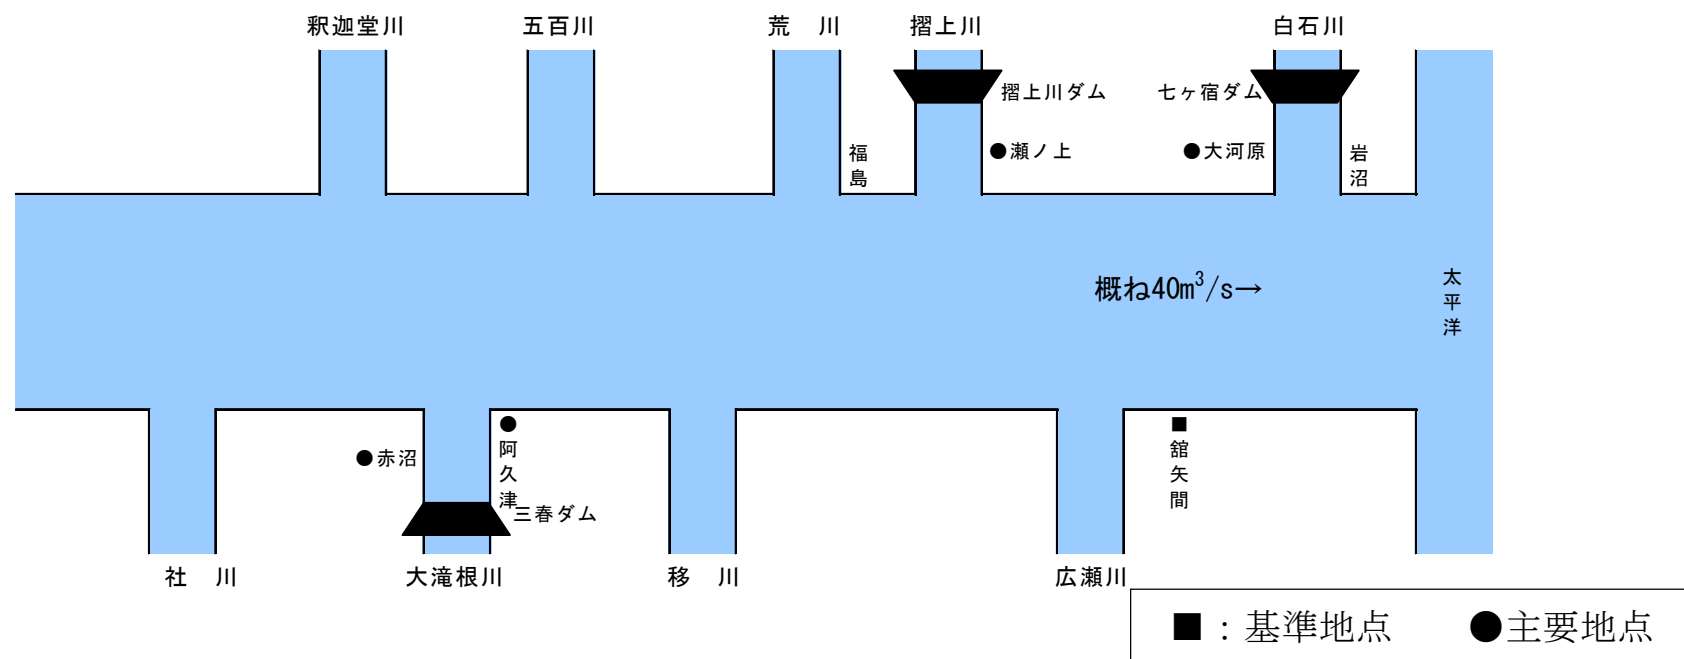 釈迦堂川
五百川
荒　川
摺上川
白石川
摺上川ダム
七ヶ宿ダム
福島
●瀬ノ上
●大河原
岩沼
概ね40m³/s→
太平洋
●赤沼
●阿久津
■舘矢間
三春ダム
社　川
大滝根川
移　川
広瀬川
■：基準地点　●主要地点